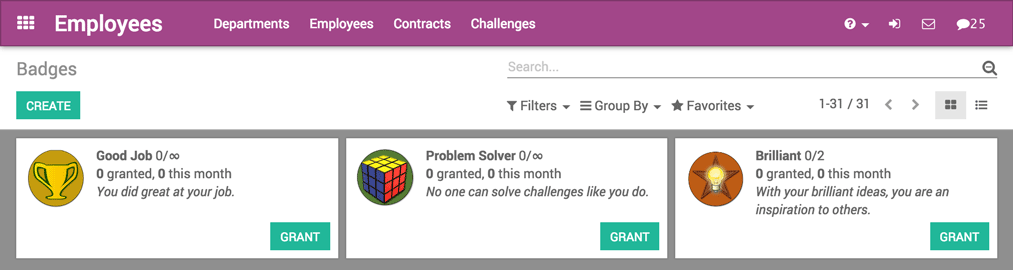 Employees Departments Employees Contracts Challenges 25
Badges Search...
CREATE Filters Group By Favorites 1-31 / 31
Good Job 0/∞
0 granted, 0 this month
You did great at your job.
GRANT
Problem Solver 0/∞
0 granted, 0 this month
No one can solve challenges like you do.
GRANT
Brilliant 0/2
0 granted, 0 this month
With your brilliant ideas, you are an
inspiration to others.
GRANT